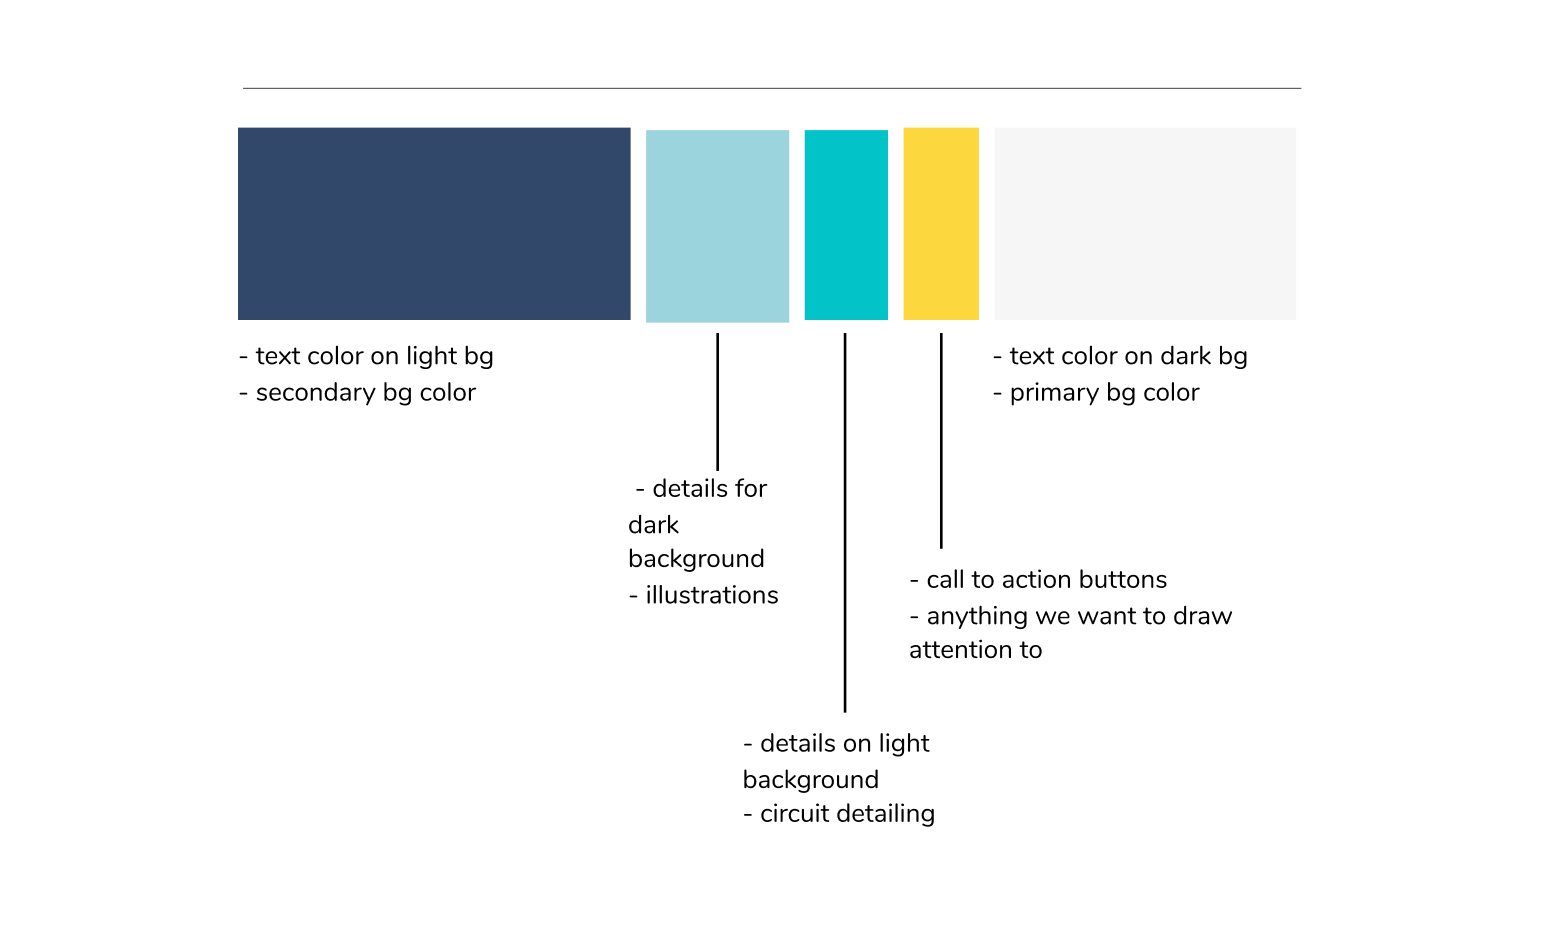 - text color on light bg
- secondary bg color
- text color on dark bg
- primary bg color
- details for
dark
background
- illustrations
- call to action buttons
- anything we want to draw
attention to
- details on light
background
- circuit detailing